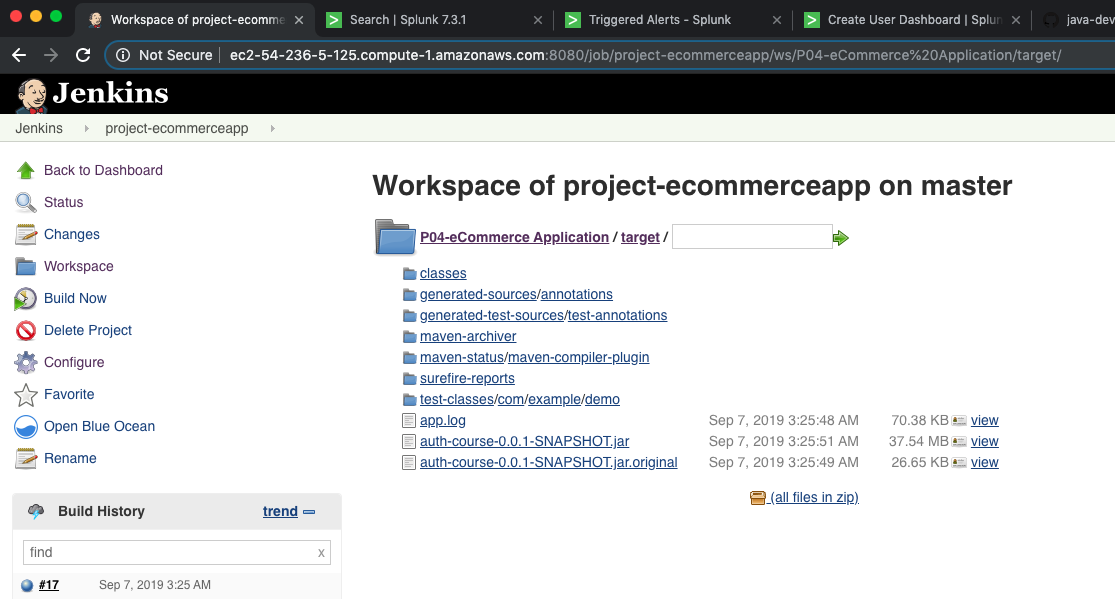 Workspace of project-ecomme
Search | Splunk 7.3.1
Triggered Alerts - Splunk
Create User Dashboard | Splun
java-dev
Not Secure | ec2-54-236-5-125.compute-1.amazonaws.com:8080/job/project-ecommerceapp/ws/P04-eCommerce%20Application/target/
Jenkins
Jenkins project-ecommerceapp
Back to Dashboard
Status
Changes
Workspace
Build Now
Delete Project
Configure
Favorite
Open Blue Ocean
Rename
Build History trend
find x
#17 Sep 7, 2019 3:25 AM
Workspace of project-ecommerceapp on master
P04-eCommerce Application / target /
classes
generated-sources/annotations
generated-test-sources/test-annotations
maven-archiver
maven-status/maven-compiler-plugin
surefire-reports
test-classes/com/example/demo
app.log Sep 7, 2019 3:25:48 AM 70.38 KB view
auth-course-0.0.1-SNAPSHOT.jar Sep 7, 2019 3:25:51 AM 37.54 MB view
auth-course-0.0.1-SNAPSHOT.jar.original Sep 7, 2019 3:25:49 AM 26.65 KB view
(all files in zip)